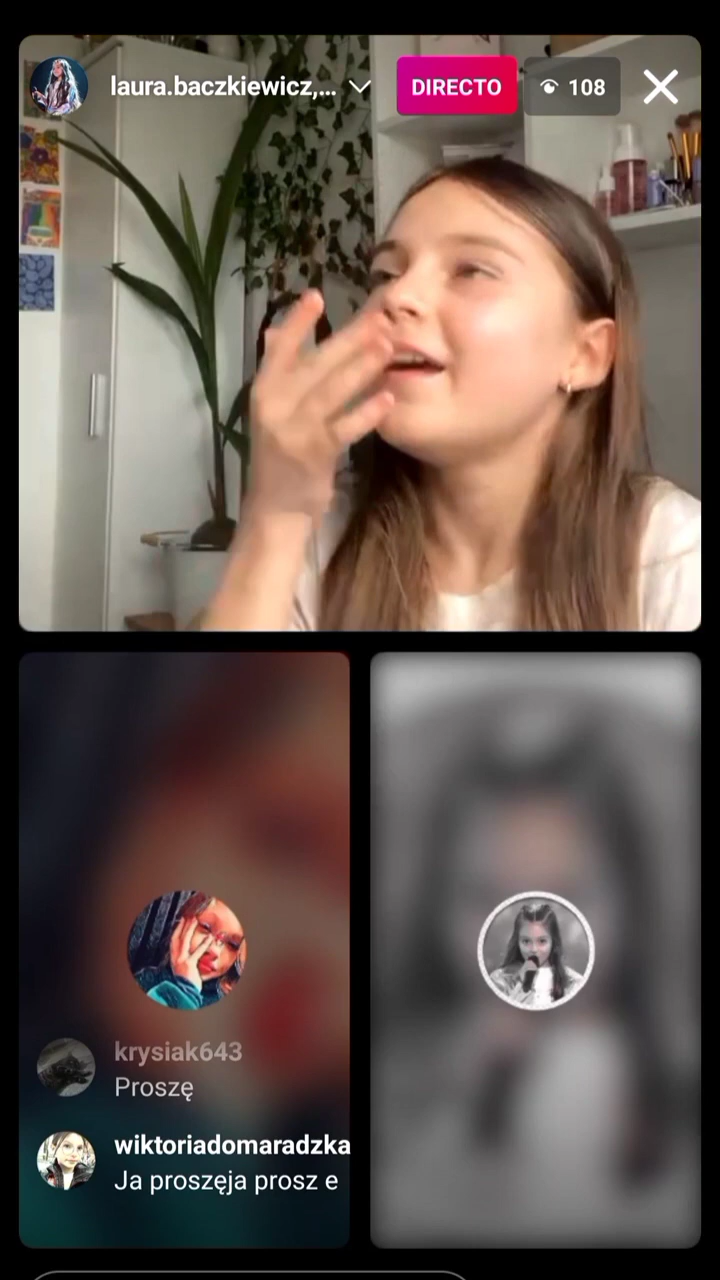 laura.baczkiewicz,... DIRECTO 108
krysiak643
Proszę
wiktoriadomaradzka
Ja proszęja prosz e